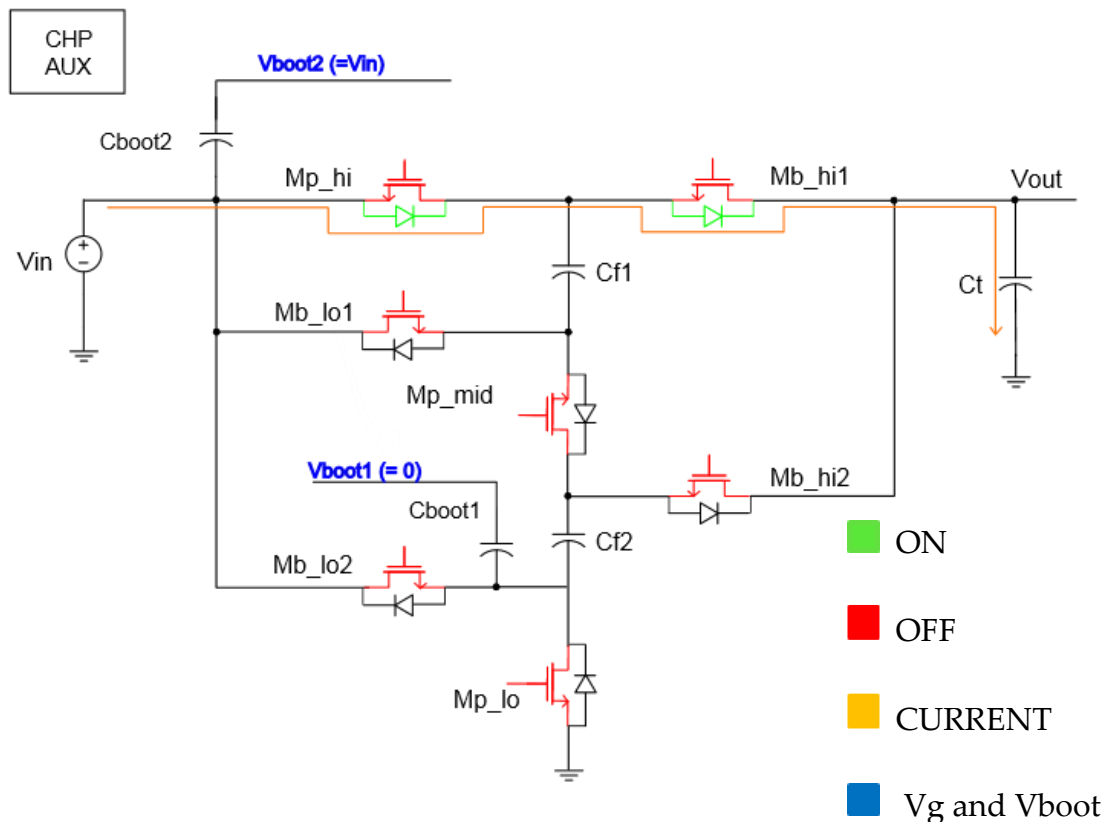 CHP
AUX
Vboot2 (=Vin)
Cboot2
Mp_hi
Mb_hi1
Vout
Vin
+
-
Cf1
Ct
Mb_lo1
Mp_mid
Vboot1 (= 0)
Mb_hi2
Cboot1
Cf2
ON
Mb_lo2
OFF
Mp_lo
CURRENT
Vg and Vboot